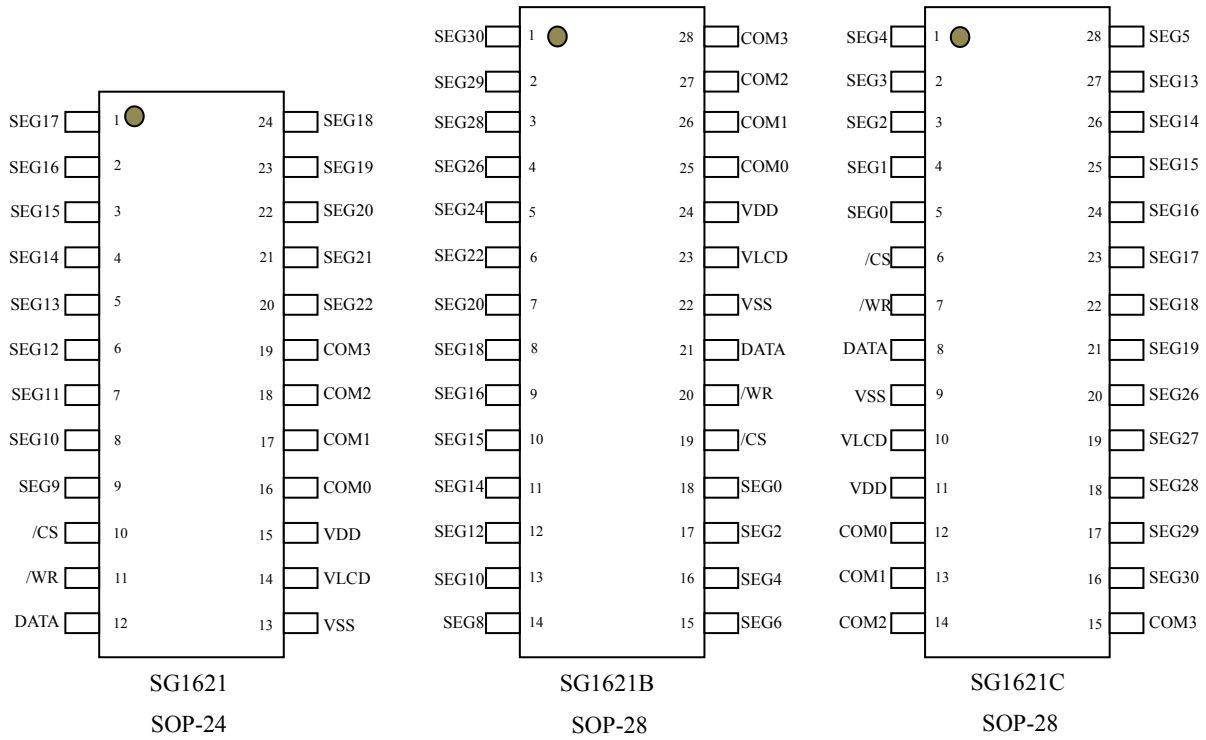 SEG17 1 24 SEG18
SEG16 2 23 SEG19
SEG15 3 22 SEG20
SEG14 4 21 SEG21
SEG13 5 20 SEG22
SEG12 6 19 COM3
SEG11 7 18 COM2
SEG10 8 17 COM1
SEG9 9 16 COM0
/CS 10 15 VDD
/WR 11 14 VLCD
DATA 12 13 VSS
SG1621
SOP-24
SEG30 1 28 COM3
SEG29 2 27 COM2
SEG28 3 26 COM1
SEG26 4 25 COM0
SEG24 5 24 VDD
SEG22 6 23 VLCD
SEG20 7 22 VSS
SEG18 8 21 DATA
SEG16 9 20 /WR
SEG15 10 19 /CS
SEG14 11 18 SEG0
SEG12 12 17 SEG2
SEG10 13 16 SEG4
SEG8 14 15 SEG6
SG1621B
SOP-28
SEG4 1 28 SEG5
SEG3 2 27 SEG13
SEG2 3 26 SEG14
SEG1 4 25 SEG15
SEG0 5 24 SEG16
/CS 6 23 SEG17
/WR 7 22 SEG18
DATA 8 21 SEG19
VSS 9 20 SEG26
VLCD 10 19 SEG27
VDD 11 18 SEG28
COM0 12 17 SEG29
COM1 13 16 SEG30
COM2 14 15 COM3
SG1621C
SOP-28